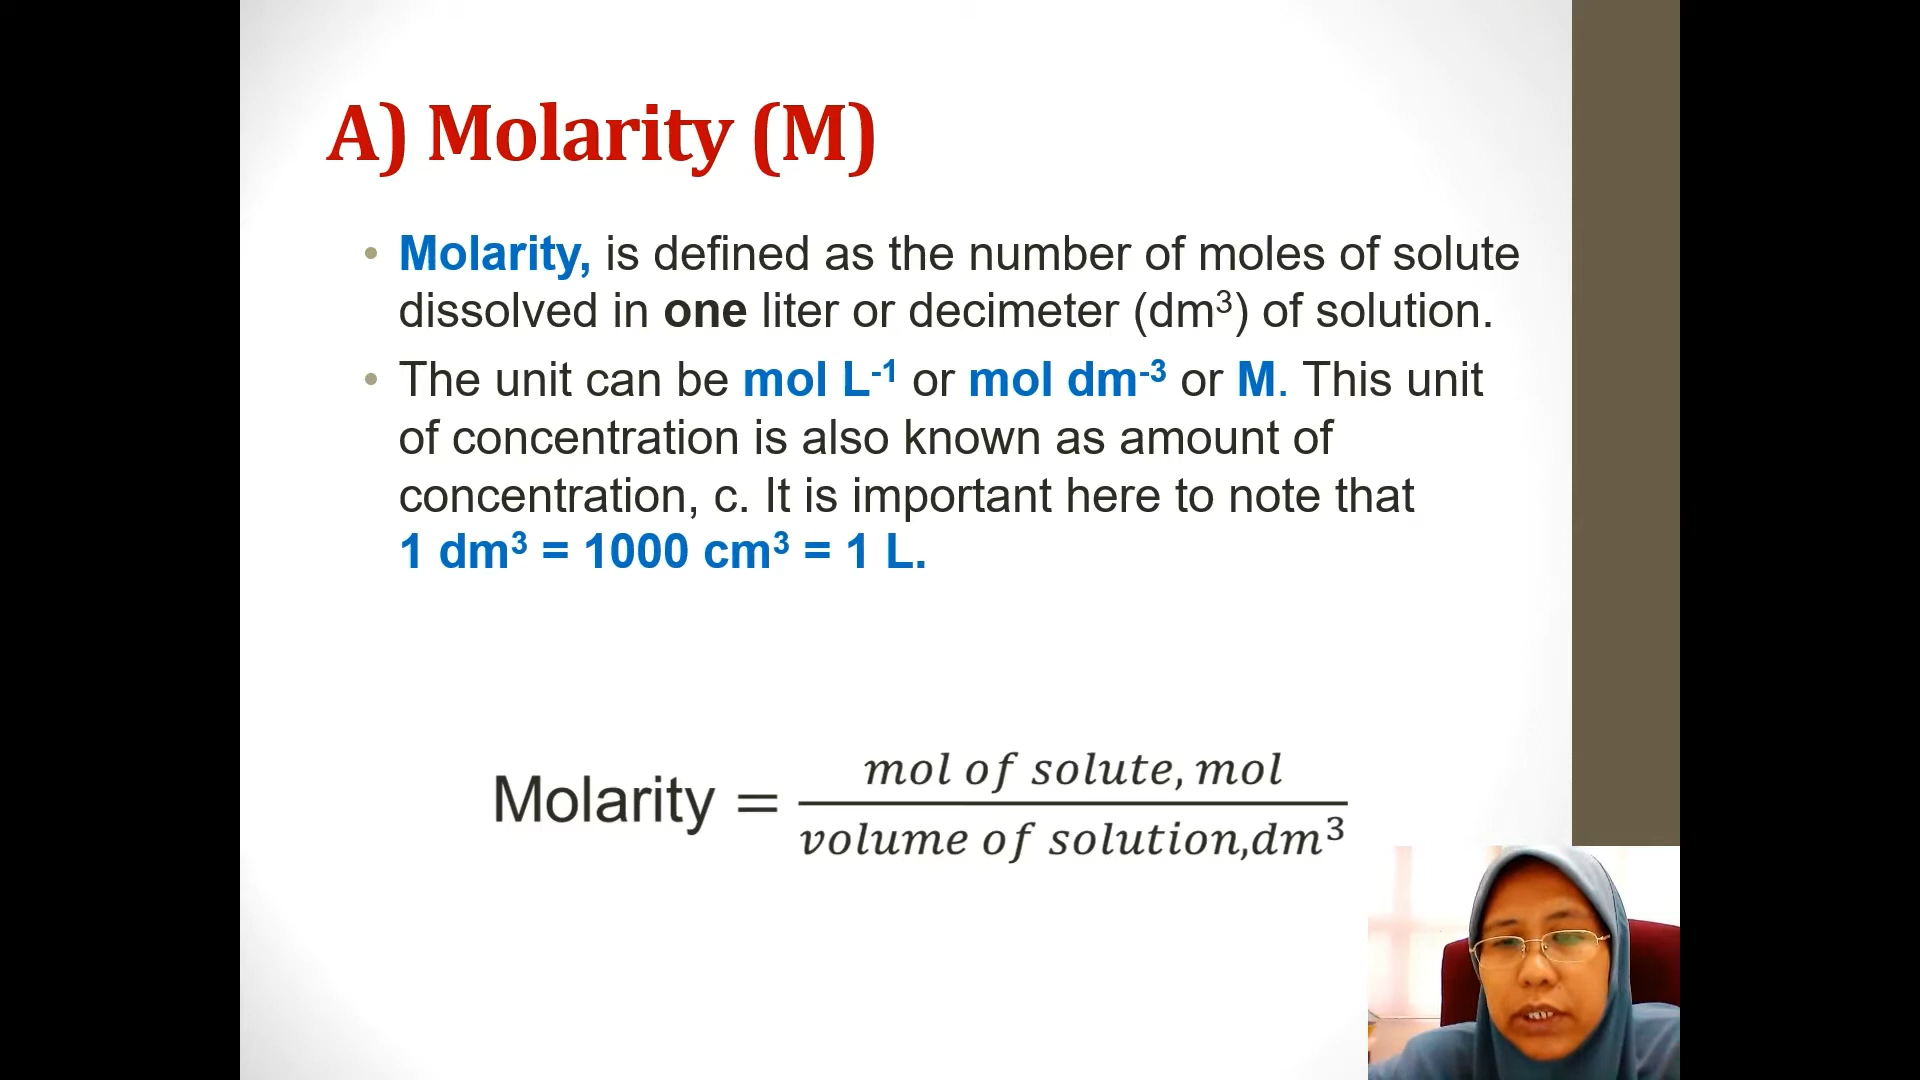 A) Molarity (M)
• Molarity, is defined as the number of moles of solute
dissolved in one liter or decimeter (dm³) of solution.
• The unit can be mol L⁻¹ or mol dm⁻³ or M. This unit
of concentration is also known as amount of
concentration, c. It is important here to note that
1 dm³ = 1000 cm³ = 1 L.
Molarity = mol of solute, mol
volume of solution,dm³